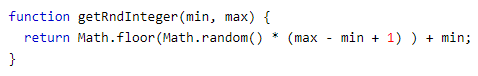 function getRndInteger(min, max) {
  return Math.floor(Math.random() * (max - min + 1) ) + min;
}